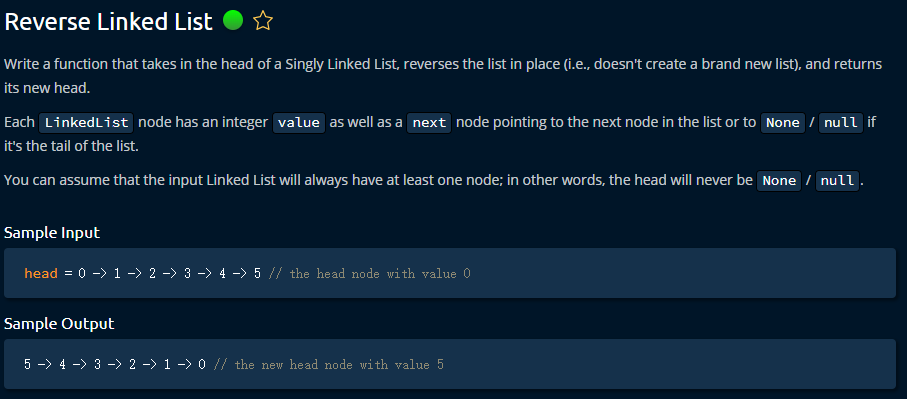 Reverse Linked List
Write a function that takes in the head of a Singly Linked List, reverses the list in place (i.e., doesn't create a brand new list), and returns
its new head.
Each LinkedList node has an integer value as well as a next node pointing to the next node in the list or to None / null if
it's the tail of the list.
You can assume that the input Linked List will always have at least one node; in other words, the head will never be None / null.
Sample Input
head = 0 -> 1 -> 2 -> 3 -> 4 -> 5 // the head node with value 0
Sample Output
5 -> 4 -> 3 -> 2 -> 1 -> 0 // the new head node with value 5